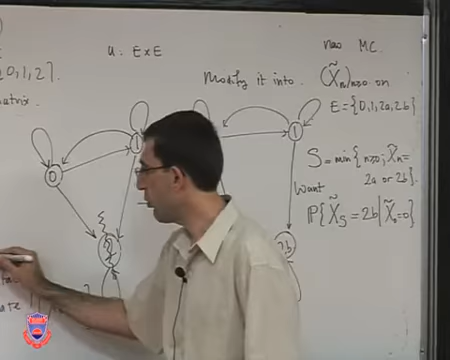 0,1,2}.
atrix.
U: E×E
Modify it into.
new MC.
(X̃ₙ)ₙ≥₀ on
E = {0,1,2a,2b}
S = min{n≥0; X̃ₙ=
2a or 2b}.
Want
P{X̃_S = 2b | X̃₀=0}
0
1
1
2b